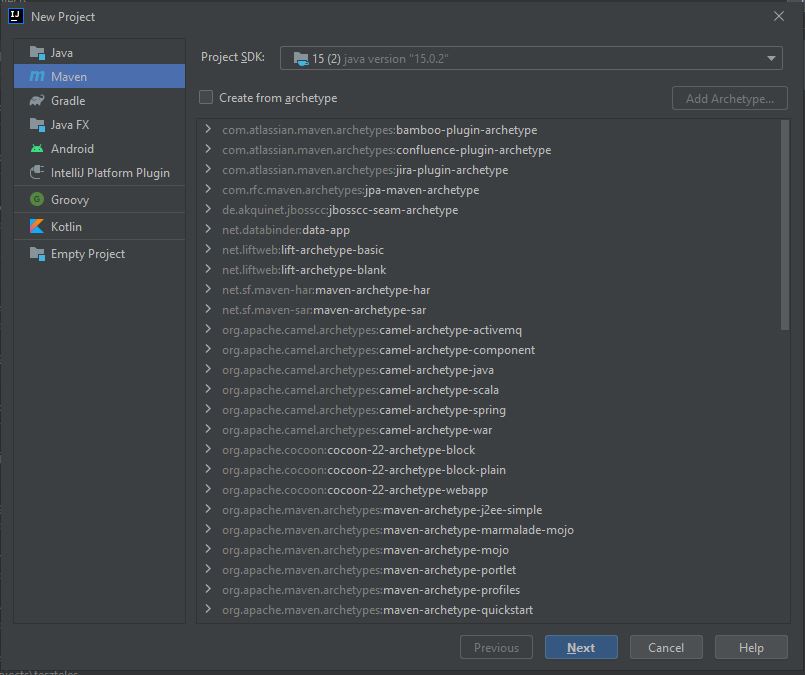 New Project
Java
Maven
Gradle
Java FX
Android
IntelliJ Platform Plugin
Groovy
Kotlin
Empty Project
Project SDK: 15 (2) java version "15.0.2"
Create from archetype
Add Archetype...
com.atlassian.maven.archetypes:bamboo-plugin-archetype
com.atlassian.maven.archetypes:confluence-plugin-archetype
com.atlassian.maven.archetypes:jira-plugin-archetype
com.rfc.maven.archetypes:jpa-maven-archetype
de.akquinet.jbosscc:jbosscc-seam-archetype
net.databinder:data-app
net.liftweb:lift-archetype-basic
net.liftweb:lift-archetype-blank
net.sf.maven-har:maven-archetype-har
net.sf.maven-sar:maven-archetype-sar
org.apache.camel.archetypes:camel-archetype-activemq
org.apache.camel.archetypes:camel-archetype-component
org.apache.camel.archetypes:camel-archetype-java
org.apache.camel.archetypes:camel-archetype-scala
org.apache.camel.archetypes:camel-archetype-spring
org.apache.camel.archetypes:camel-archetype-war
org.apache.cocoon:cocoon-22-archetype-block
org.apache.cocoon:cocoon-22-archetype-block-plain
org.apache.cocoon:cocoon-22-archetype-webapp
org.apache.maven.archetypes:maven-archetype-j2ee-simple
org.apache.maven.archetypes:maven-archetype-marmalade-mojo
org.apache.maven.archetypes:maven-archetype-mojo
org.apache.maven.archetypes:maven-archetype-portlet
org.apache.maven.archetypes:maven-archetype-profiles
org.apache.maven.archetypes:maven-archetype-quickstart
Previous
Next
Cancel
Help